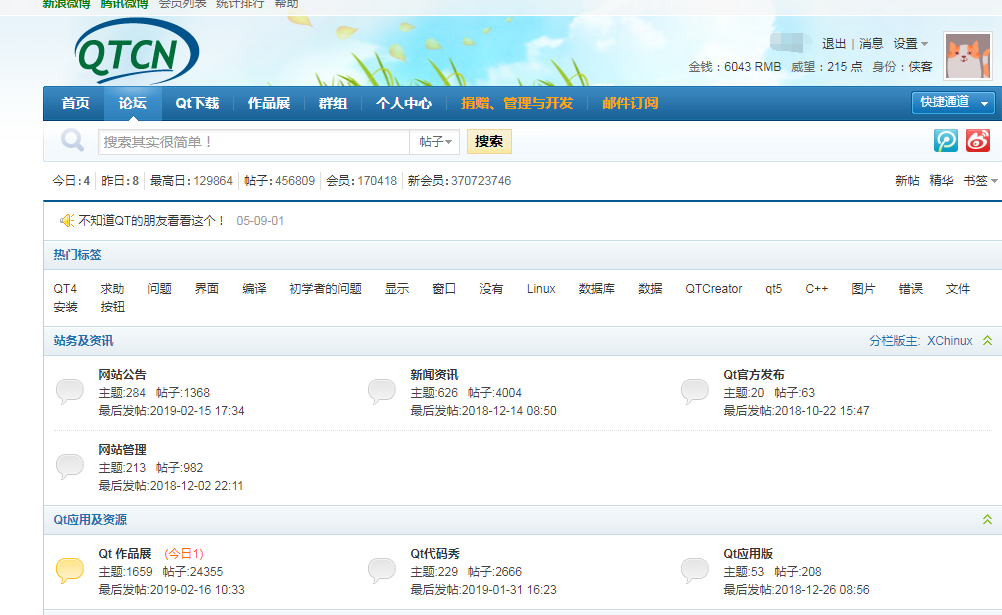 新浪微博 腾讯微博 会员列表 统计排行 帮助
QTCN
退出 | 消息 设置
金钱：6043 RMB 威望：215 点 身份：侠客
首页 论坛 Qt下载 作品展 群组 个人中心 捐赠、管理与开发 邮件订阅 快捷通道
搜索其实很简单！ 帖子 搜索
今日:4 昨日:8 最高日:129864 帖子:456809 会员:170418 新会员:370723746 新帖 精华 书签
不知道QT的朋友看看这个！ 05-09-01
热门标签
QT4 求助 问题 界面 编译 初学者的问题 显示 窗口 没有 Linux 数据库 数据 QTCreator qt5 C++ 图片 错误 文件
安装 按钮
站务及资讯 分栏版主: XChinux
网站公告 新闻资讯 Qt官方发布
主题:284 帖子:1368 主题:626 帖子:4004 主题:20 帖子:63
最后发帖:2019-02-15 17:34 最后发帖:2018-12-14 08:50 最后发帖:2018-10-22 15:47
网站管理
主题:213 帖子:982
最后发帖:2018-12-02 22:11
Qt应用及资源
Qt 作品展 (今日1) Qt代码秀 Qt应用版
主题:1659 帖子:24355 主题:229 帖子:2666 主题:53 帖子:208
最后发帖:2019-02-16 10:33 最后发帖:2019-01-31 16:23 最后发帖:2018-12-26 08:56